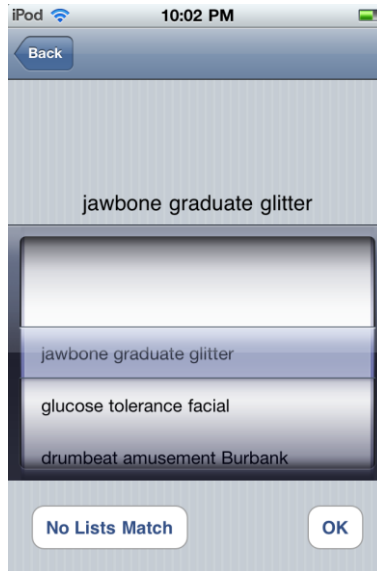 iPod 10:02 PM
Back
jawbone graduate glitter
jawbone graduate glitter
glucose tolerance facial
drumbeat amusement Burbank
No Lists Match OK